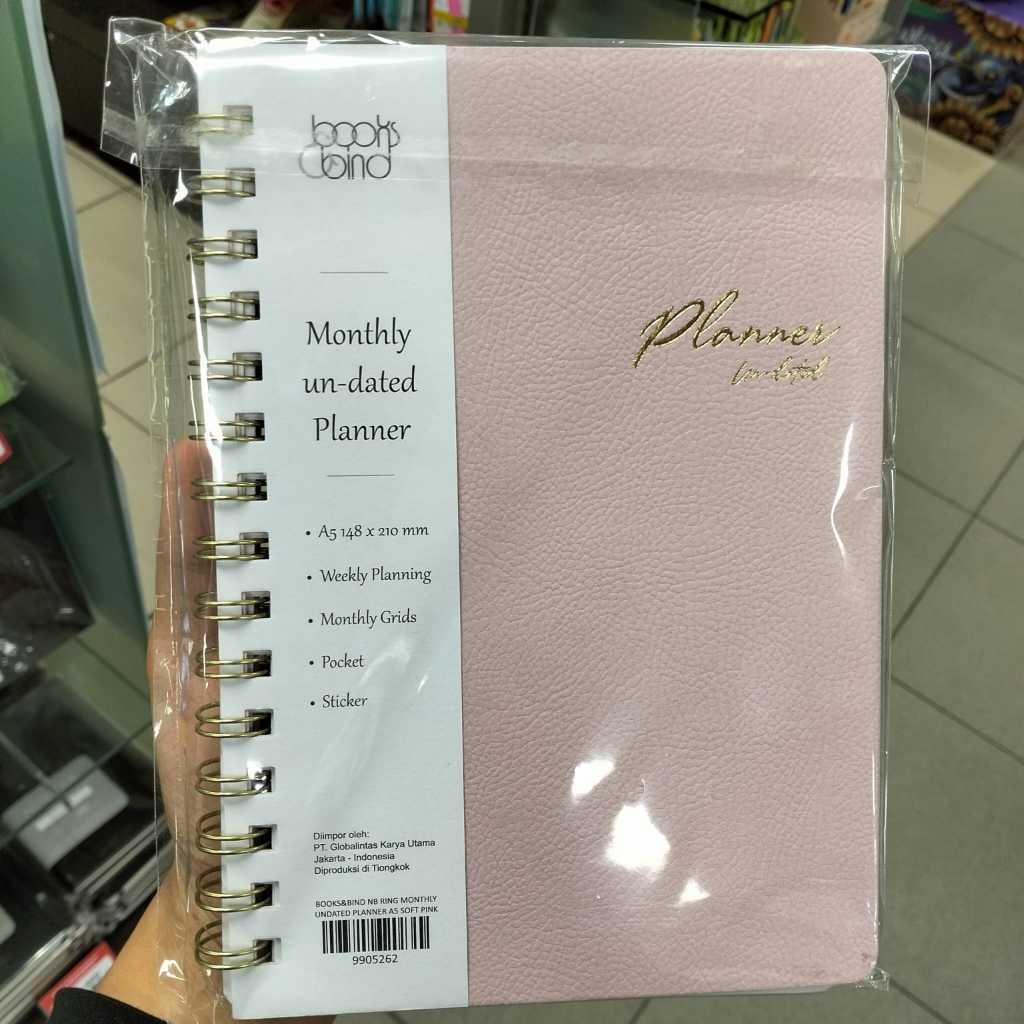 books
&bind
Monthly
un-dated
Planner
• A5 148 x 210 mm
• Weekly Planning
• Monthly Grids
• Pocket
• Sticker
Diimpor oleh:
PT. Globalintas Karya Utama
Jakarta - Indonesia
Diproduksi di Tiongkok
BOOKS&BIND NB RING MONTHLY
UNDATED PLANNER A5 SOFT PINK
9905262
Planner
Un-dated